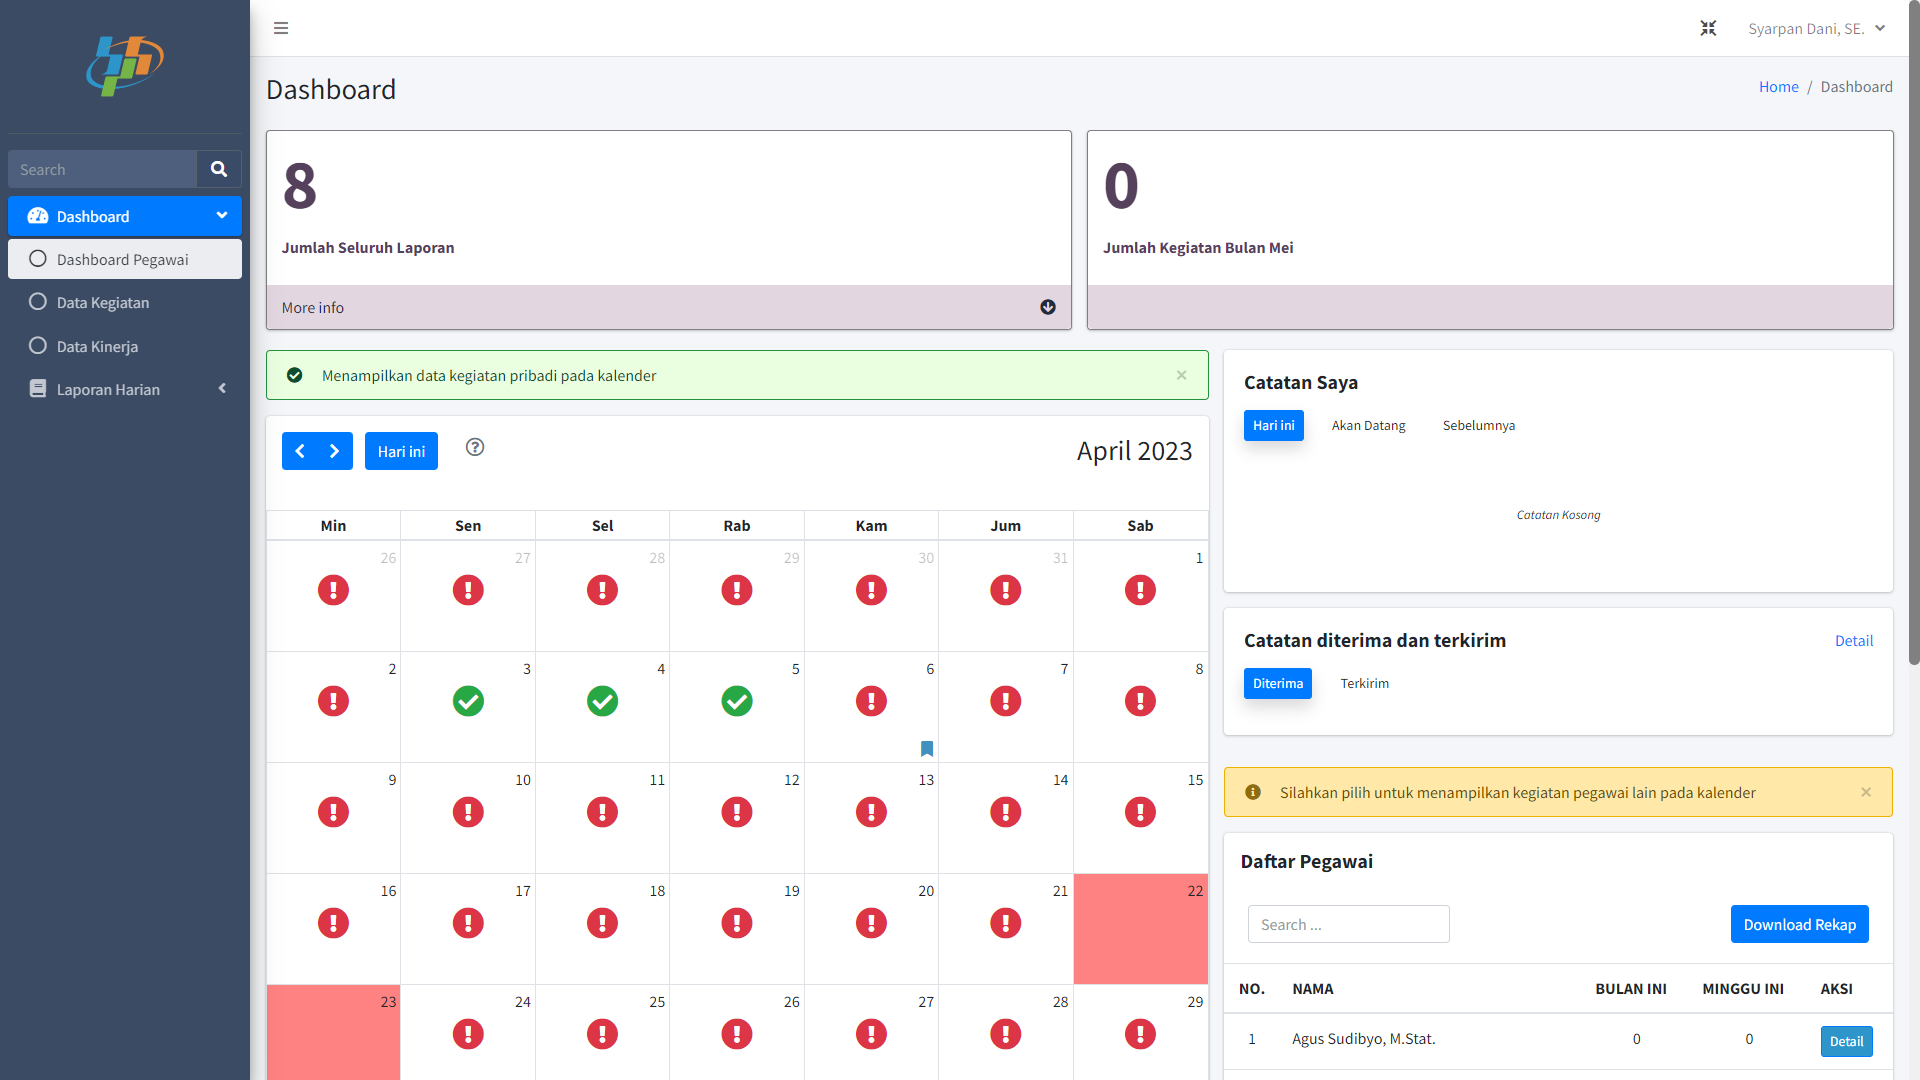 Syarpan Dani, SE.
Dashboard
Home / Dashboard
Search
Dashboard
Dashboard Pegawai
Data Kegiatan
Data Kinerja
Laporan Harian
8
Jumlah Seluruh Laporan
More info
0
Jumlah Kegiatan Bulan Mei
Menampilkan data kegiatan pribadi pada kalender
×
Hari ini
April 2023
Min Sen Sel Rab Kam Jum Sab
26 27 28 29 30 31 1
2 3 4 5 6 7 8
9 10 11 12 13 14 15
16 17 18 19 20 21 22
23 24 25 26 27 28 29
Catatan Saya
Hari ini Akan Datang Sebelumnya
Catatan Kosong
Catatan diterima dan terkirim Detail
Diterima Terkirim
Silahkan pilih untuk menampilkan kegiatan pegawai lain pada kalender
×
Daftar Pegawai
Search ... Download Rekap
NO. NAMA BULAN INI MINGGU INI AKSI
1 Agus Sudibyo, M.Stat. 0 0 Detail